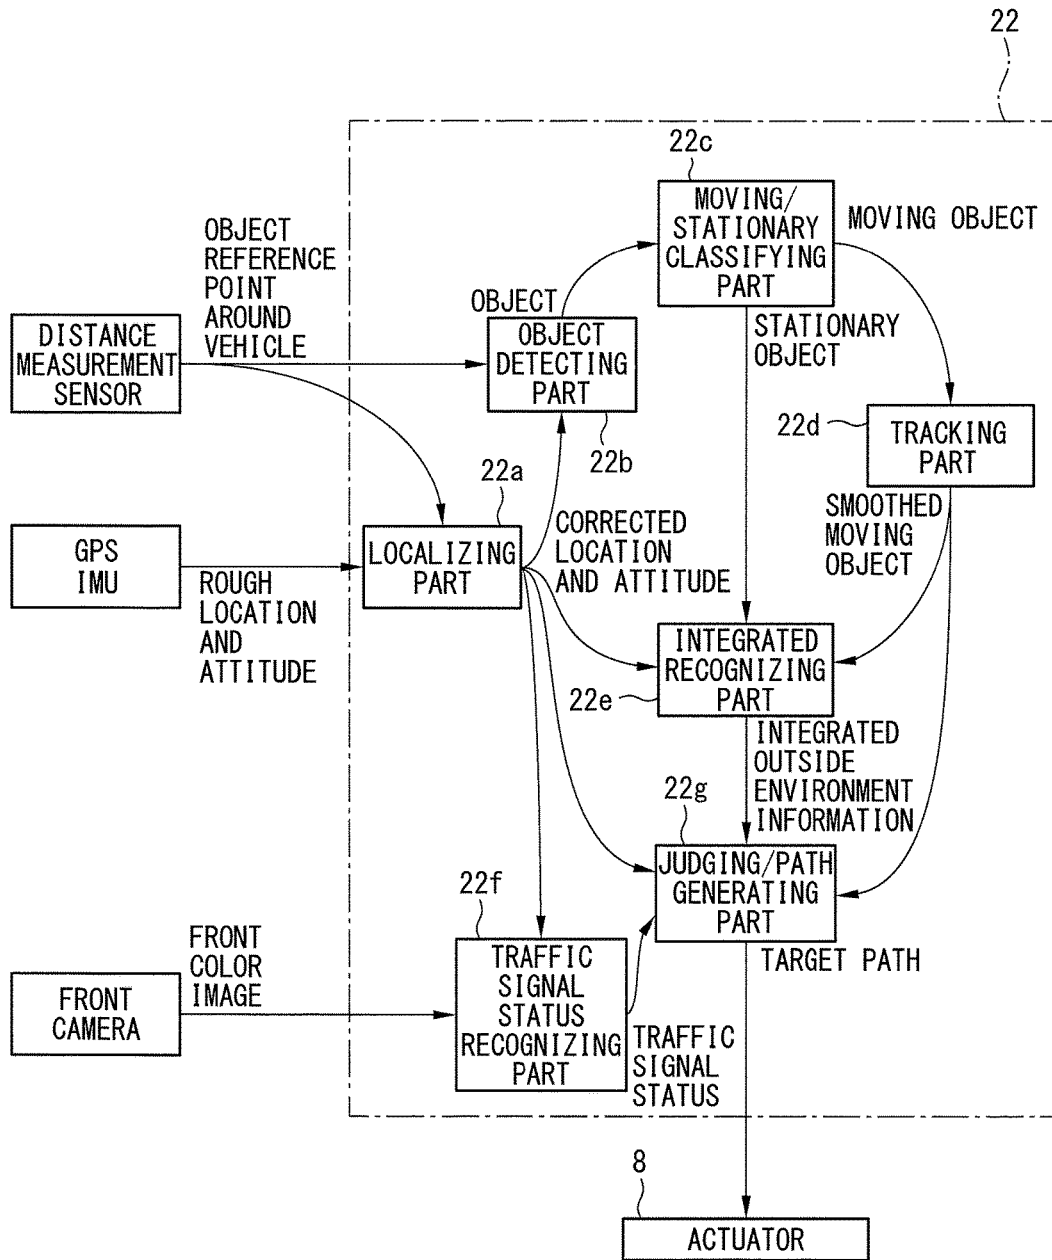 22
22c
MOVING/
STATIONARY
CLASSIFYING
PART
MOVING OBJECT
OBJECT
REFERENCE
POINT
AROUND
VEHICLE
OBJECT
STATIONARY
OBJECT
DISTANCE
MEASUREMENT
SENSOR
OBJECT
DETECTING
PART
22b
22d
TRACKING
PART
22a
GPS
IMU
ROUGH
LOCATION
AND
ATTITUDE
LOCALIZING
PART
CORRECTED
LOCATION
AND ATTITUDE
SMOOTHED
MOVING
OBJECT
INTEGRATED
RECOGNIZING
PART
22e
INTEGRATED
OUTSIDE
ENVIRONMENT
INFORMATION
22g
JUDGING/PATH
GENERATING
PART
22f
FRONT
COLOR
IMAGE
FRONT
CAMERA
TRAFFIC
SIGNAL
STATUS
RECOGNIZING
PART
TARGET PATH
TRAFFIC
SIGNAL
STATUS
8
ACTUATOR